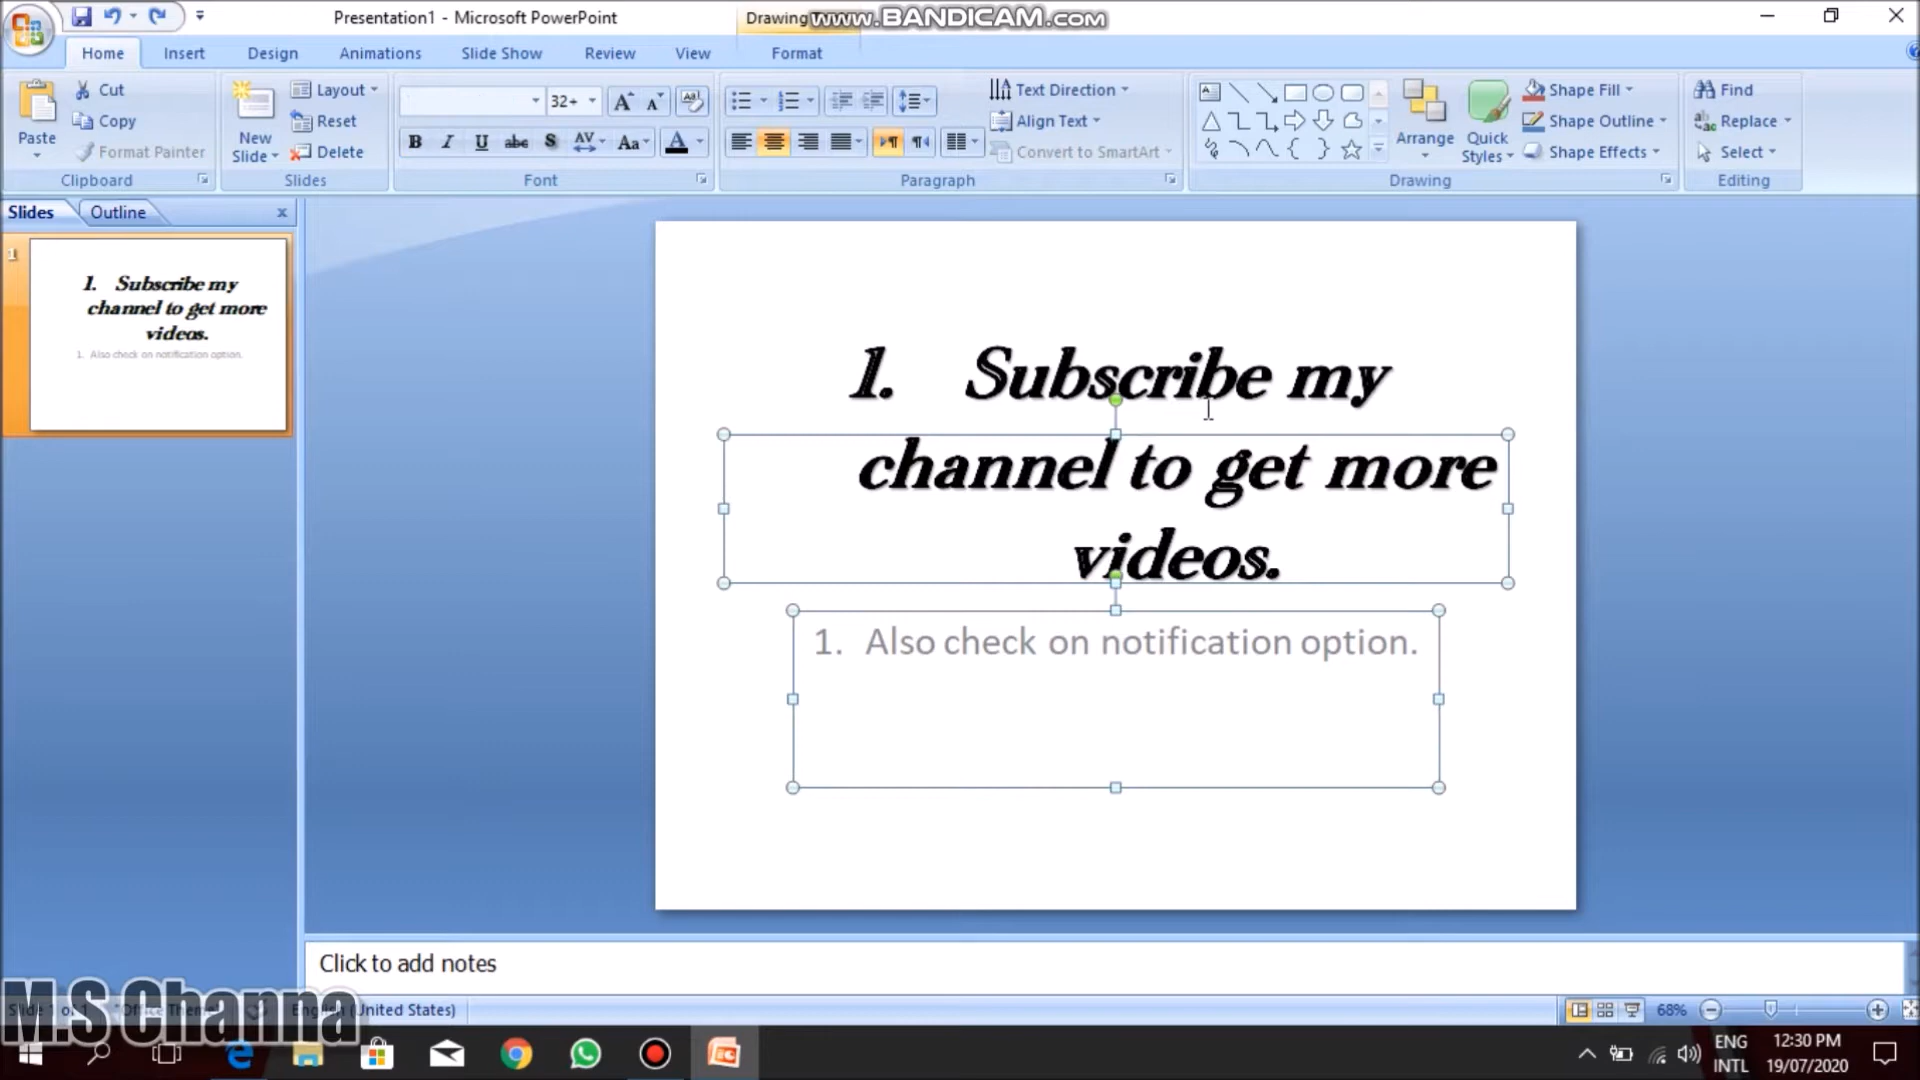 Presentation1 - Microsoft PowerPoint
Drawing
www.BANDICAM.com
Home
Insert
Design
Animations
Slide Show
Review
View
Format
Paste
Cut
Copy
Format Painter
Clipboard
New
Slide
Layout
Reset
Delete
Slides
32+
Font
Text Direction
Align Text
Convert to SmartArt
Paragraph
Arrange
Quick
Styles
Shape Fill
Shape Outline
Shape Effects
Drawing
Find
Replace
Select
Editing
Slides
Outline
1
1. Subscribe my
channel to get more
videos.
1. Also check on notification option.
1. Subscribe my
channel to get more
videos.
1. Also check on notification option.
Click to add notes
M.S Channa
(United States)
68%
ENG
INTL
12:30 PM
19/07/2020